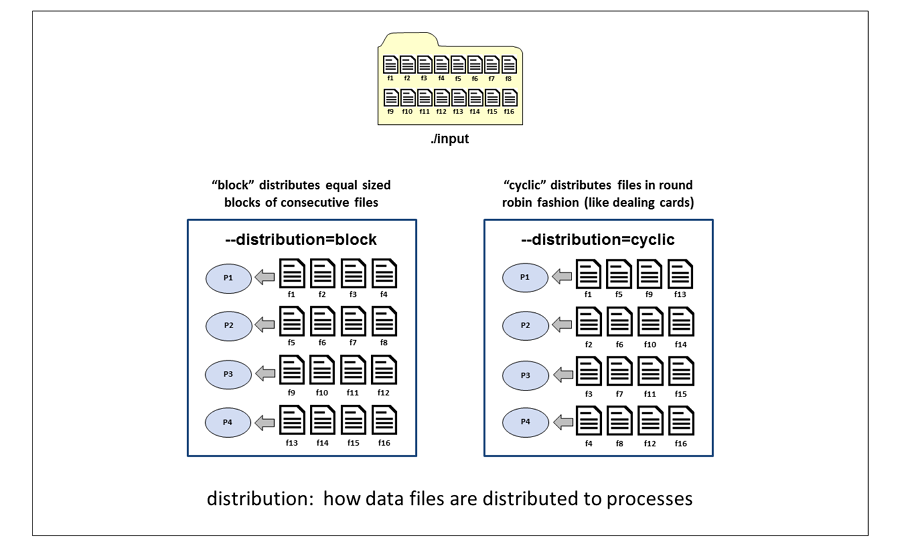 f1 f2 f3 f4 f5 f6 f7 f8
f9 f10 f11 f12 f13 f14 f15 f16
./input
“block” distributes equal sized
blocks of consecutive files
--distribution=block
P1
f1 f2 f3 f4
P2
f5 f6 f7 f8
P3
f9 f10 f11 f12
P4
f13 f14 f15 f16
“cyclic” distributes files in round
robin fashion (like dealing cards)
--distribution=cyclic
P1
f1 f5 f9 f13
P2
f2 f6 f10 f14
P3
f3 f7 f11 f15
P4
f4 f8 f12 f16
distribution: how data files are distributed to processes